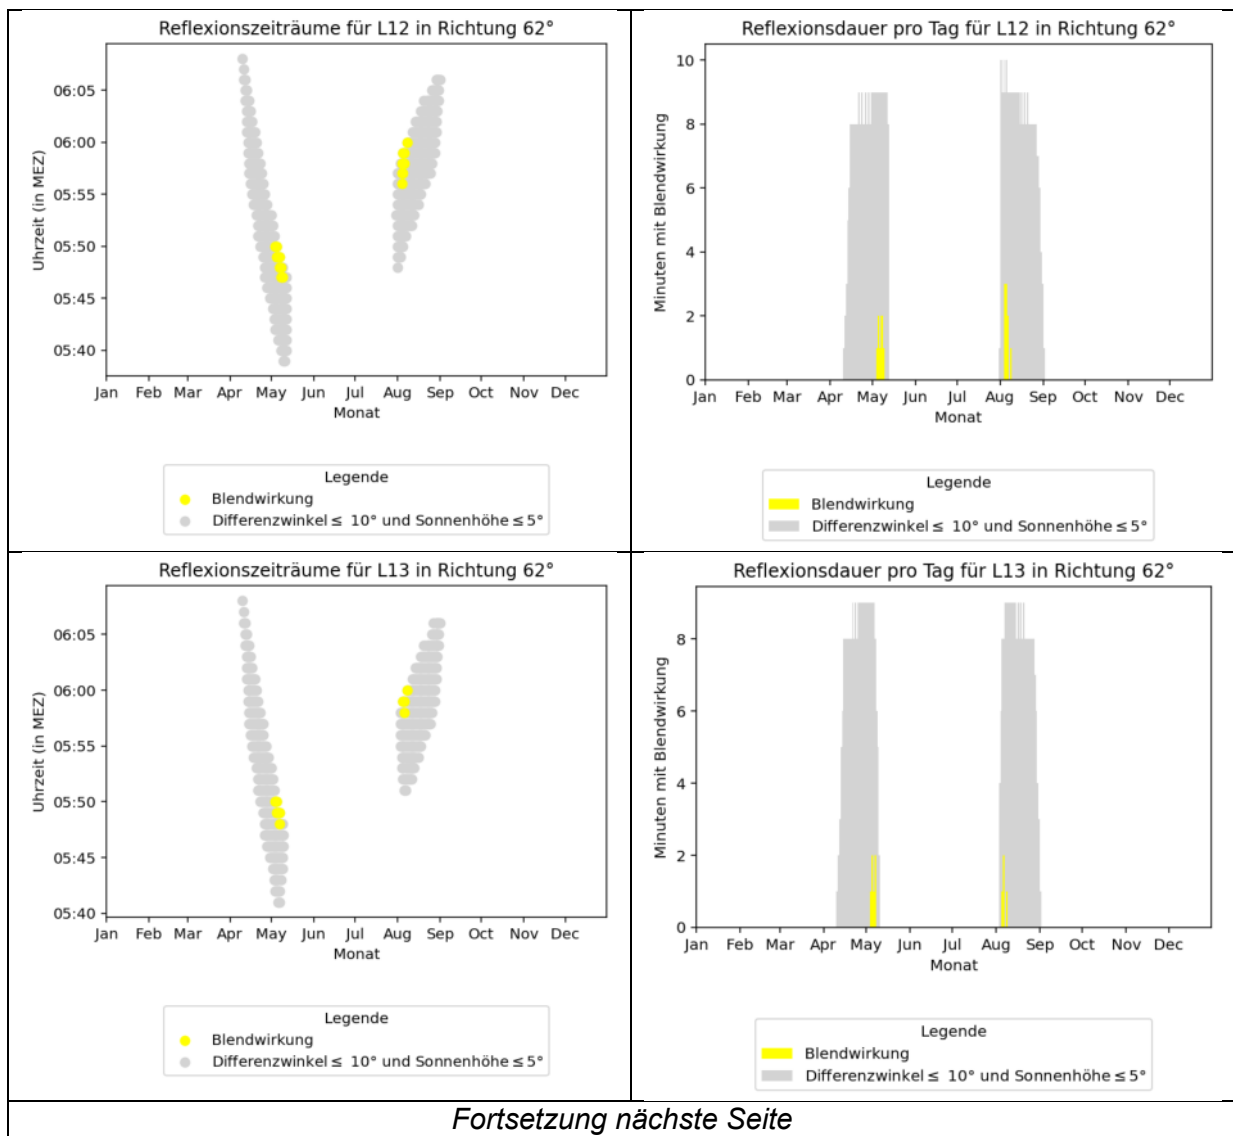 Reflexionszeiträume für L12 in Richtung 62°
Uhrzeit (in MEZ)
06:05
06:00
05:55
05:50
05:45
05:40
Jan Feb Mar Apr May Jun Jul Aug Sep Oct Nov Dec
Monat
Legende
Blendwirkung
Differenzwinkel ≤ 10° und Sonnenhöhe ≤ 5°
Reflexionsdauer pro Tag für L12 in Richtung 62°
Minuten mit Blendwirkung
10
8
6
4
2
0
Jan Feb Mar Apr May Jun Jul Aug Sep Oct Nov Dec
Monat
Legende
Blendwirkung
Differenzwinkel ≤ 10° und Sonnenhöhe ≤ 5°
Reflexionszeiträume für L13 in Richtung 62°
Uhrzeit (in MEZ)
06:05
06:00
05:55
05:50
05:45
05:40
Jan Feb Mar Apr May Jun Jul Aug Sep Oct Nov Dec
Monat
Legende
Blendwirkung
Differenzwinkel ≤ 10° und Sonnenhöhe ≤ 5°
Reflexionsdauer pro Tag für L13 in Richtung 62°
Minuten mit Blendwirkung
8
6
4
2
0
Jan Feb Mar Apr May Jun Jul Aug Sep Oct Nov Dec
Monat
Legende
Blendwirkung
Differenzwinkel ≤ 10° und Sonnenhöhe ≤ 5°
Fortsetzung nächste Seite